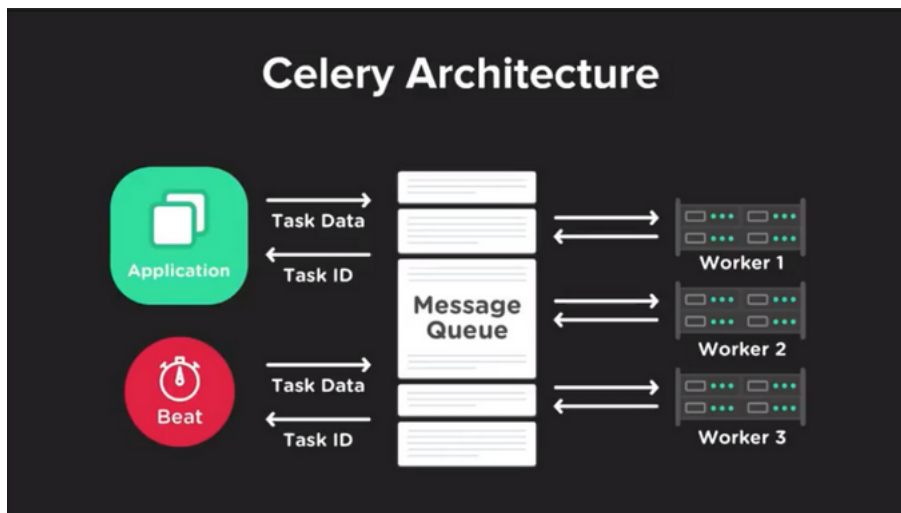 Celery Architecture
Application
Task Data
Task ID
Beat
Task Data
Task ID
Message
Queue
Worker 1
Worker 2
Worker 3